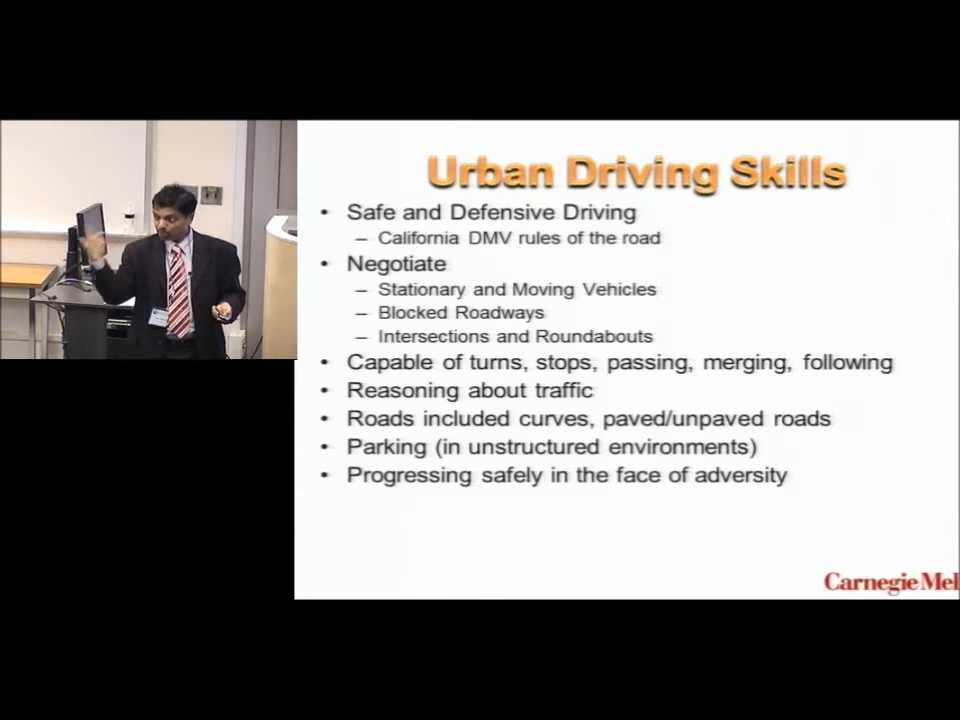 Urban Driving Skills
• Safe and Defensive Driving
– California DMV rules of the road
• Negotiate
– Stationary and Moving Vehicles
– Blocked Roadways
– Intersections and Roundabouts
• Capable of turns, stops, passing, merging, following
• Reasoning about traffic
• Roads included curves, paved/unpaved roads
• Parking (in unstructured environments)
• Progressing safely in the face of adversity
Carnegie Mel